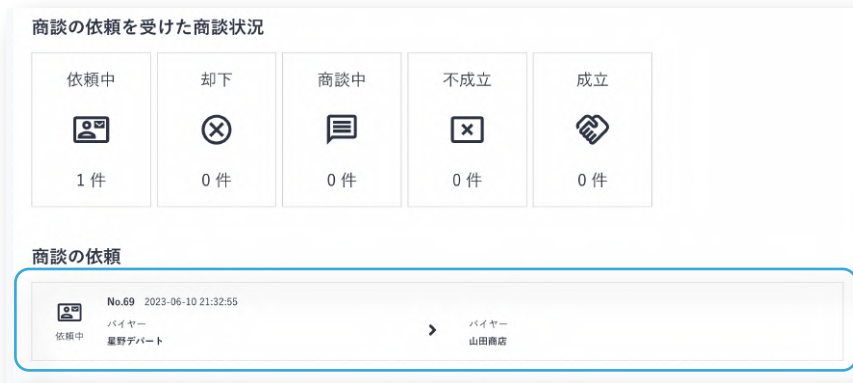 商談の依頼を受けた商談状況
依頼中 却下 商談中 不成立 成立
1 件 0 件 0 件 0 件 0 件
商談の依頼
No.69 2023-06-10 21:32:55
依頼中
バイヤー バイヤー
星野デパート 山田商店